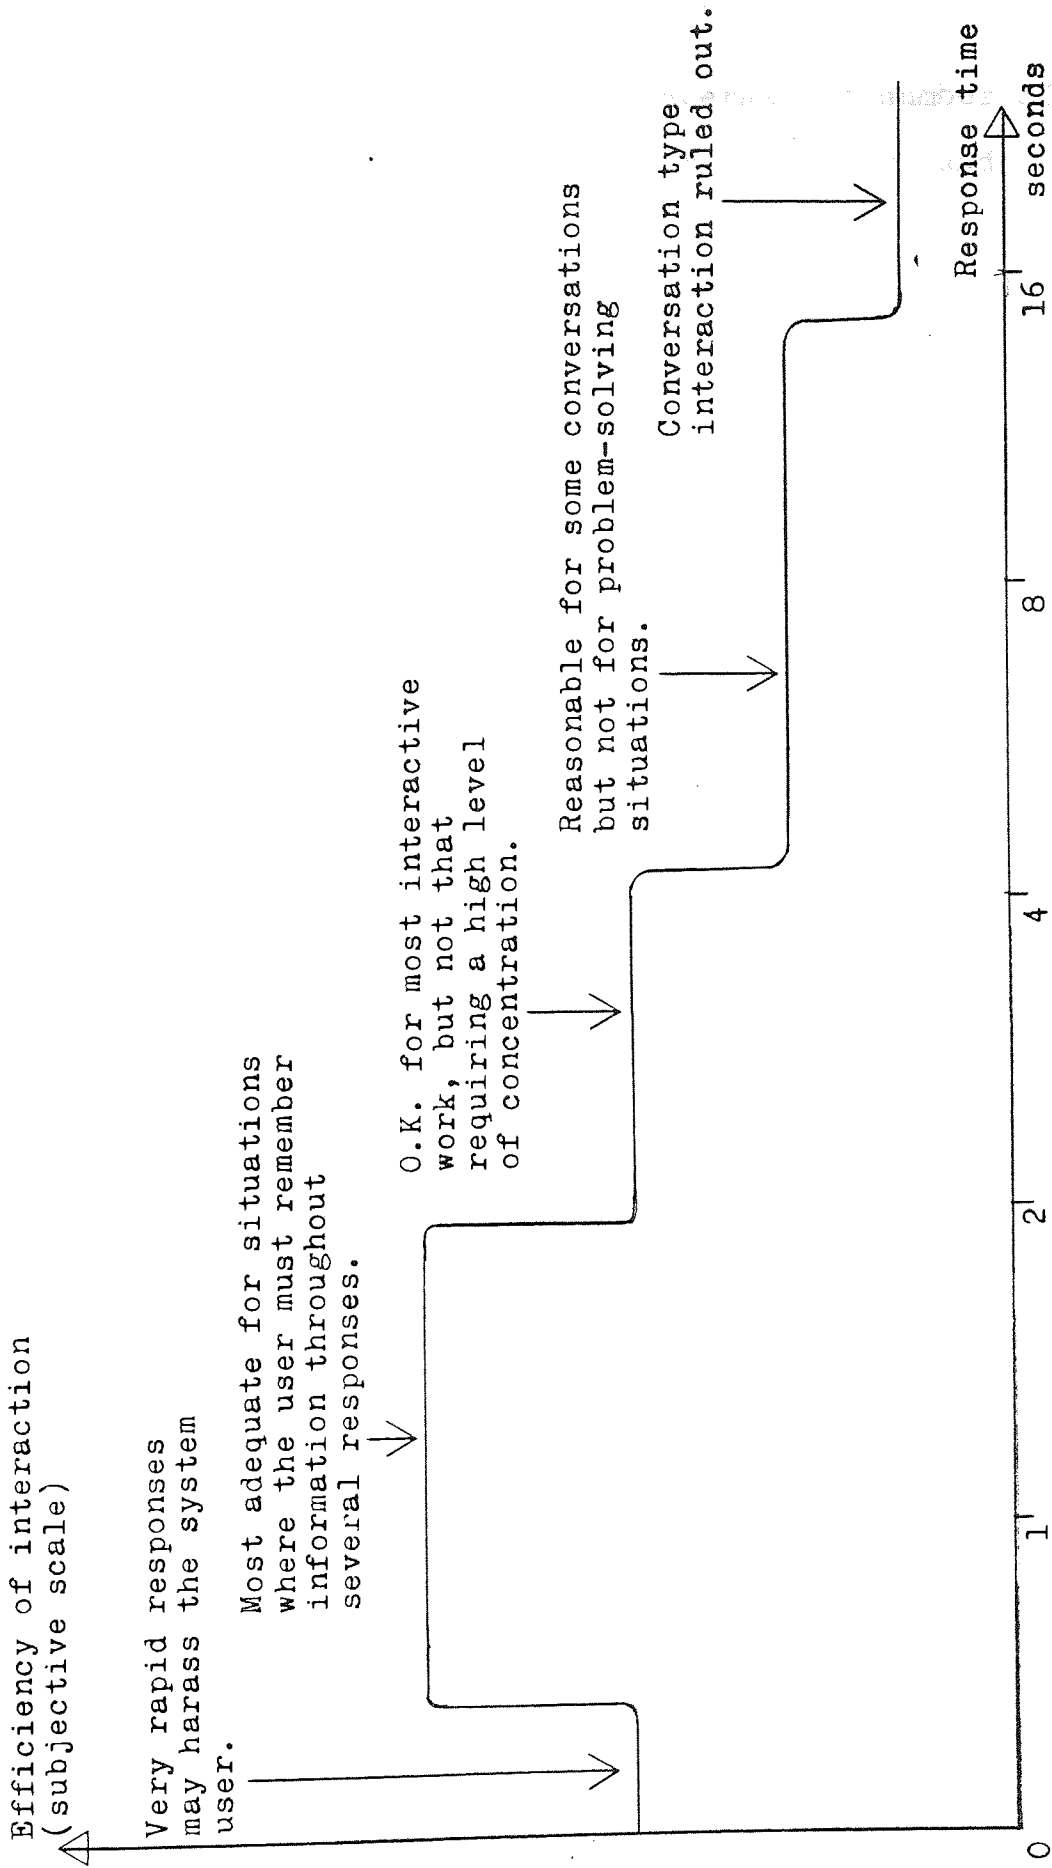 Efficiency of interaction
(subjective scale)
Very rapid responses
may harass the system
user.
Most adequate for situations
where the user must remember
information throughout
several responses.
O.K. for most interactive
work, but not that
requiring a high level
of concentration.
Reasonable for some conversations
but not for problem-solving
situations.
Conversation type
interaction ruled out.
Response time
seconds
0
1
2
4
8
16